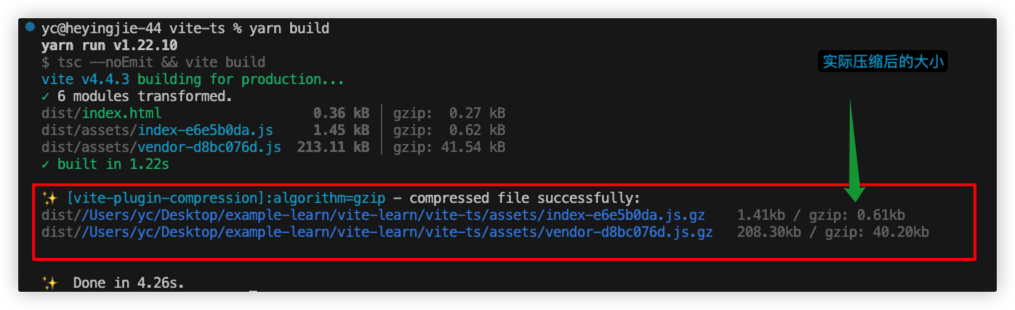 yc@heyingjie-44 vite-ts % yarn build
yarn run v1.22.10
$ tsc --noEmit && vite build
实际压缩后的大小
vite v4.4.3 building for production...
✓ 6 modules transformed.
dist/index.html 0.36 kB │ gzip: 0.27 kB
dist/assets/index-e6e5b0da.js 1.45 kB │ gzip: 0.62 kB
dist/assets/vendor-d8bc076d.js 213.11 kB │ gzip: 41.54 kB
✓ built in 1.22s
✨ [vite-plugin-compression]:algorithm=gzip - compressed file successfully:
dist//Users/yc/Desktop/example-learn/vite-learn/vite-ts/assets/index-e6e5b0da.js.gz 1.41kb / gzip: 0.61kb
dist//Users/yc/Desktop/example-learn/vite-learn/vite-ts/assets/vendor-d8bc076d.js.gz 208.30kb / gzip: 40.20kb
✨ Done in 4.26s.